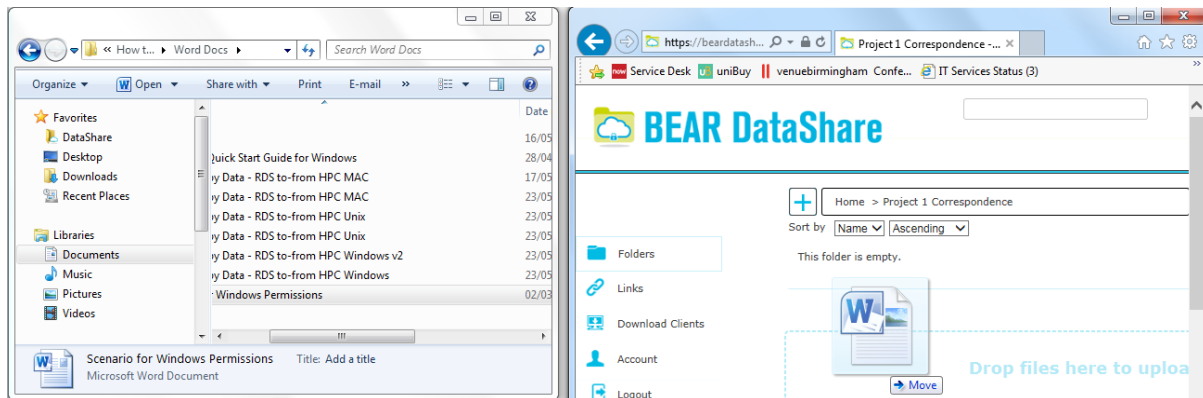 « How t... ▸ Word Docs ▸
Search Word Docs
Organize ▾ Open ▾ Share with ▾ Print E-mail »
Favorites
DataShare
Desktop
Downloads
Recent Places
Libraries
Documents
Music
Pictures
Videos
Date
16/05
Quick Start Guide for Windows 28/04
y Data - RDS to-from HPC MAC 17/05
y Data - RDS to-from HPC MAC 23/05
y Data - RDS to-from HPC Unix 23/05
y Data - RDS to-from HPC Unix 23/05
y Data - RDS to-from HPC Windows v2 23/05
y Data - RDS to-from HPC Windows 23/05
Windows Permissions 02/03
Scenario for Windows Permissions Title: Add a title
Microsoft Word Document
https://beardatash...
Project 1 Correspondence -...
now Service Desk uniBuy venuebirmingham Confe... IT Services Status (3) »
BEAR DataShare
Home > Project 1 Correspondence
Sort by Name Ascending
This folder is empty.
Folders
Links
Download Clients
Account
Logout
W
Drop files here to uploa
Move